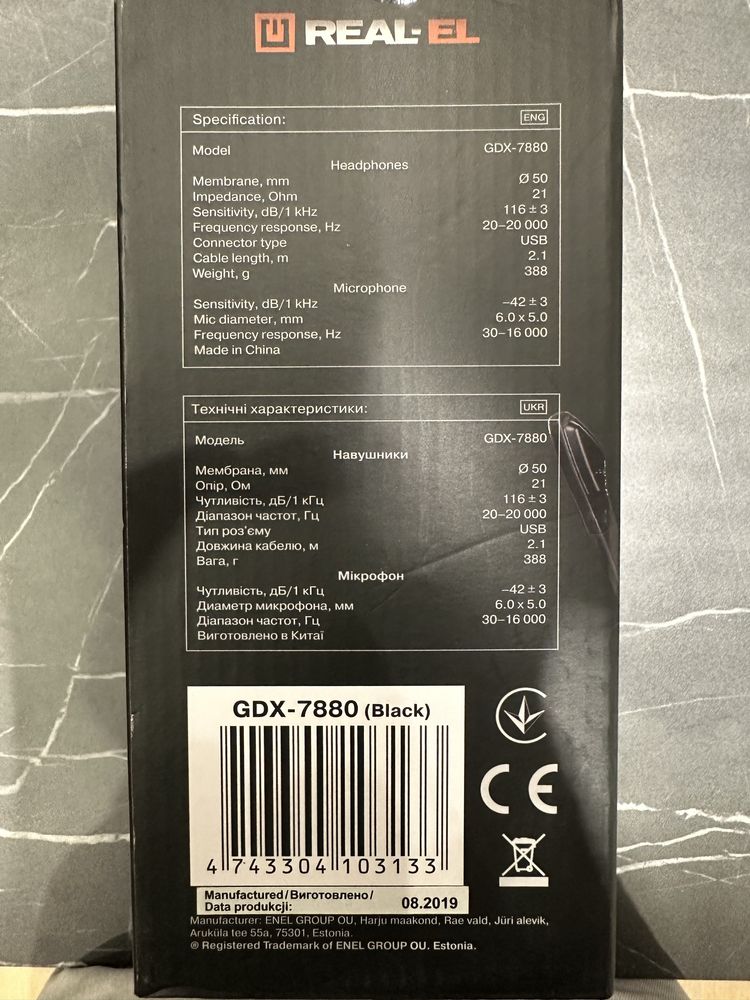 REAL-EL
Specification: ENG
Model GDX-7880
Headphones
Membrane, mm Ø 50
Impedance, Ohm 21
Sensitivity, dB/1 kHz 116 ± 3
Frequency response, Hz 20–20 000
Connector type USB
Cable length, m 2.1
Weight, g 388
Microphone
Sensitivity, dB/1 kHz –42 ± 3
Mic diameter, mm 6.0 x 5.0
Frequency response, Hz 30–16 000
Made in China
Технічні характеристики: UKR
Модель GDX-7880
Навушники
Мембрана, мм Ø 50
Опір, Ом 21
Чутливість, дБ/1 кГц 116 ± 3
Діапазон частот, Гц 20–20 000
Тип роз'єму USB
Довжина кабелю, м 2.1
Вага, г 388
Мікрофон
Чутливість, дБ/1 кГц –42 ± 3
Диаметр микрофона, мм 6.0 x 5.0
Діапазон частот, Гц 30–16 000
Виготовлено в Китаї
GDX-7880 (Black)
4 743304 103133
CE
Manufactured/Виготовлено/
Data produkcji: 08.2019
Manufacturer: ENEL GROUP OU, Harju maakond, Rae vald, Jüri alevik,
Aruküla tee 55a, 75301, Estonia.
® Registered Trademark of ENEL GROUP OU. Estonia.